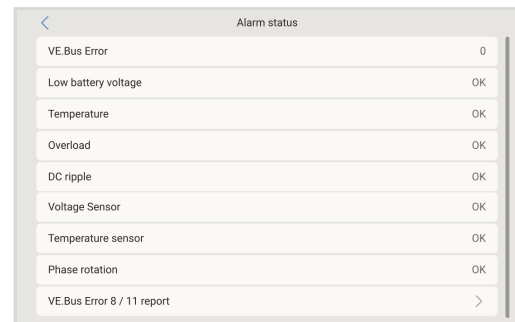 Alarm status
VE.Bus Error 0
Low battery voltage OK
Temperature OK
Overload OK
DC ripple OK
Voltage Sensor OK
Temperature sensor OK
Phase rotation OK
VE.Bus Error 8 / 11 report